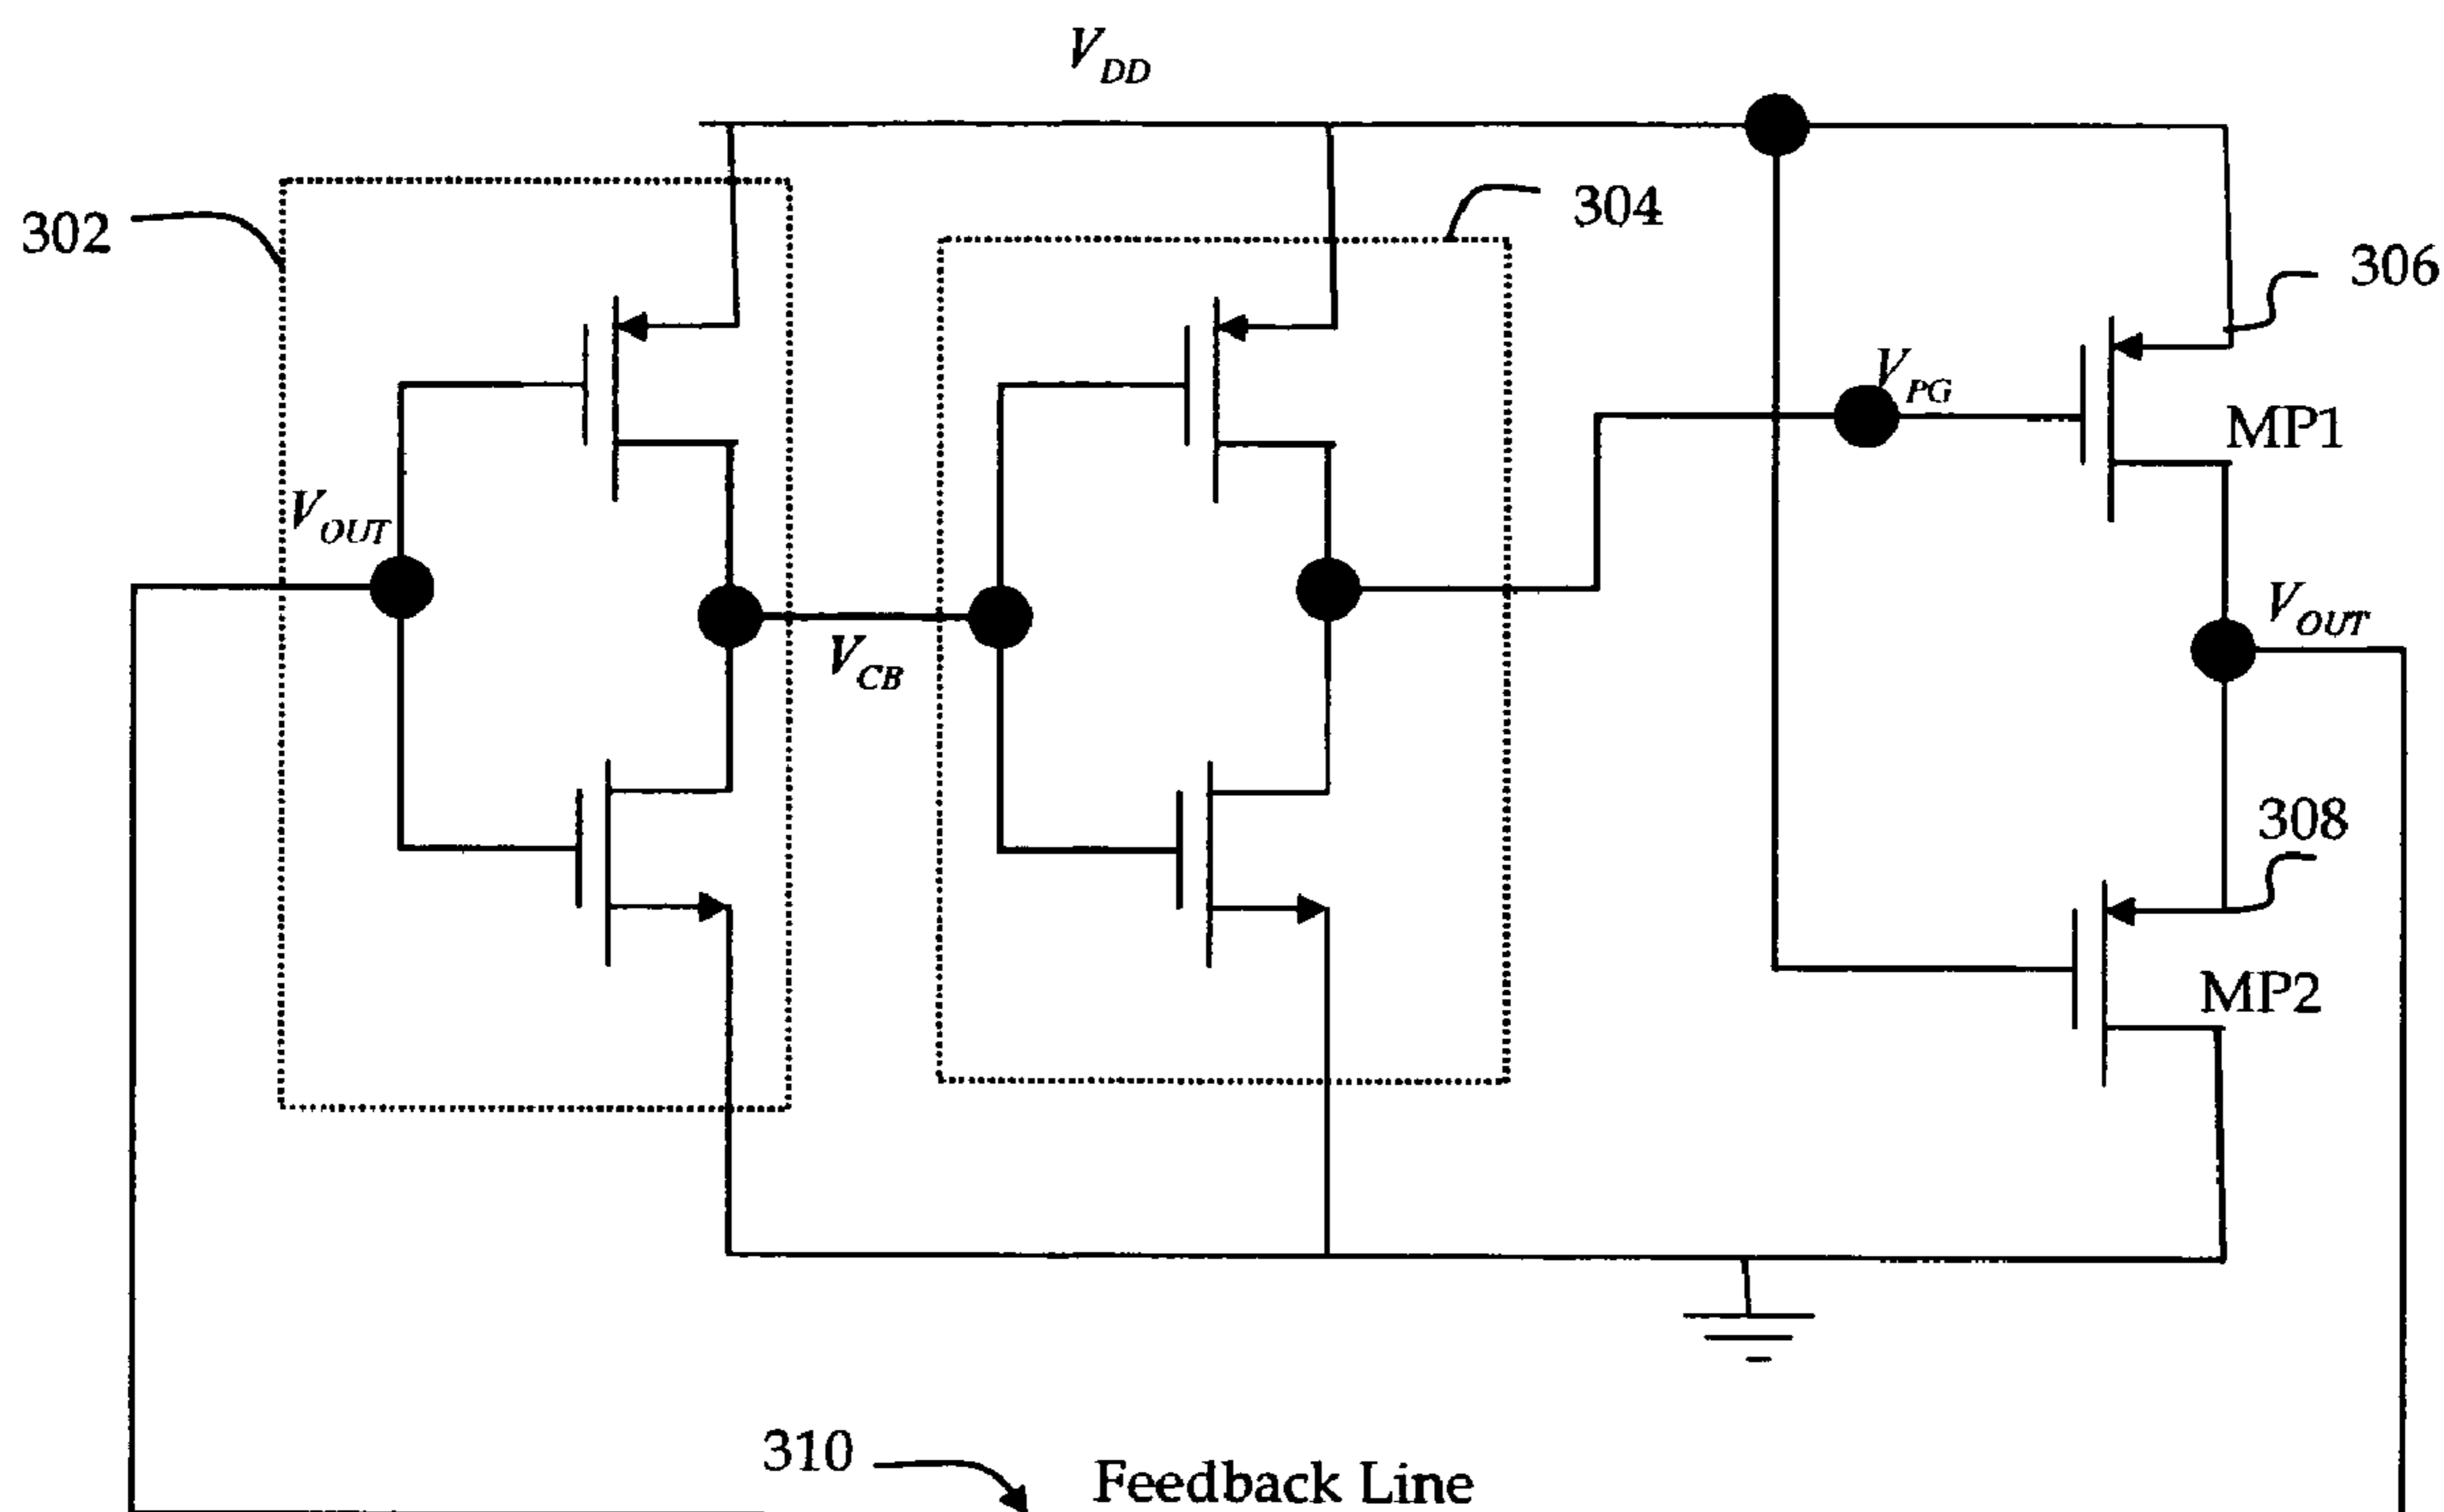 V_DD
302
304
306
V_PG
MP1
V_OUT
V_OUT
V_CB
308
MP2
310
Feedback Line